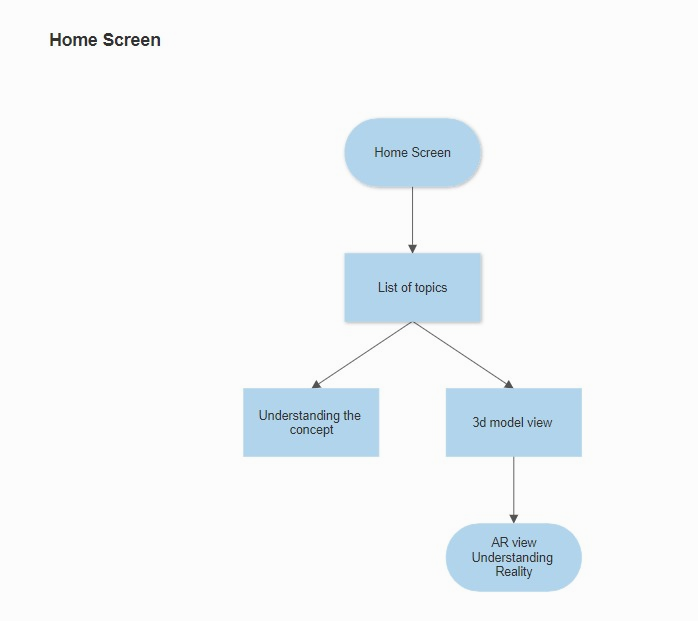 Home Screen
Home Screen
List of topics
Understanding the
concept
3d model view
AR view
Understanding
Reality